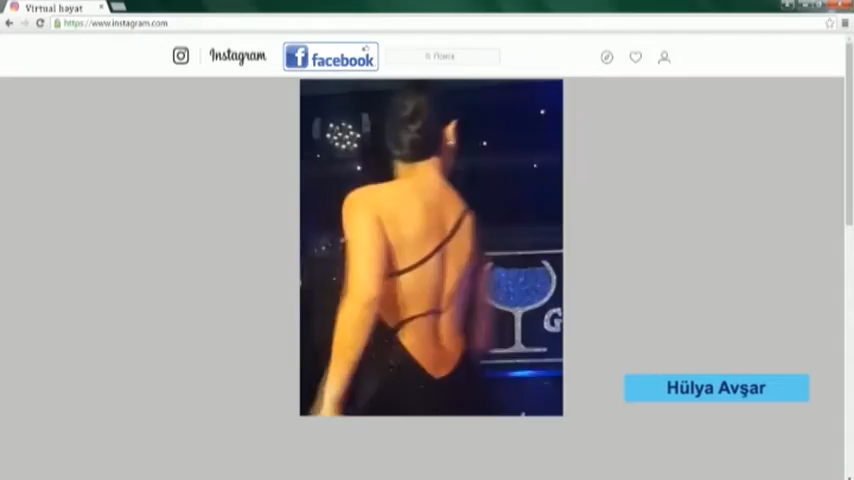 Virtual hayat
https://www.instagram.com
Instagram
facebook
Поиск
G
Hülya Avşar